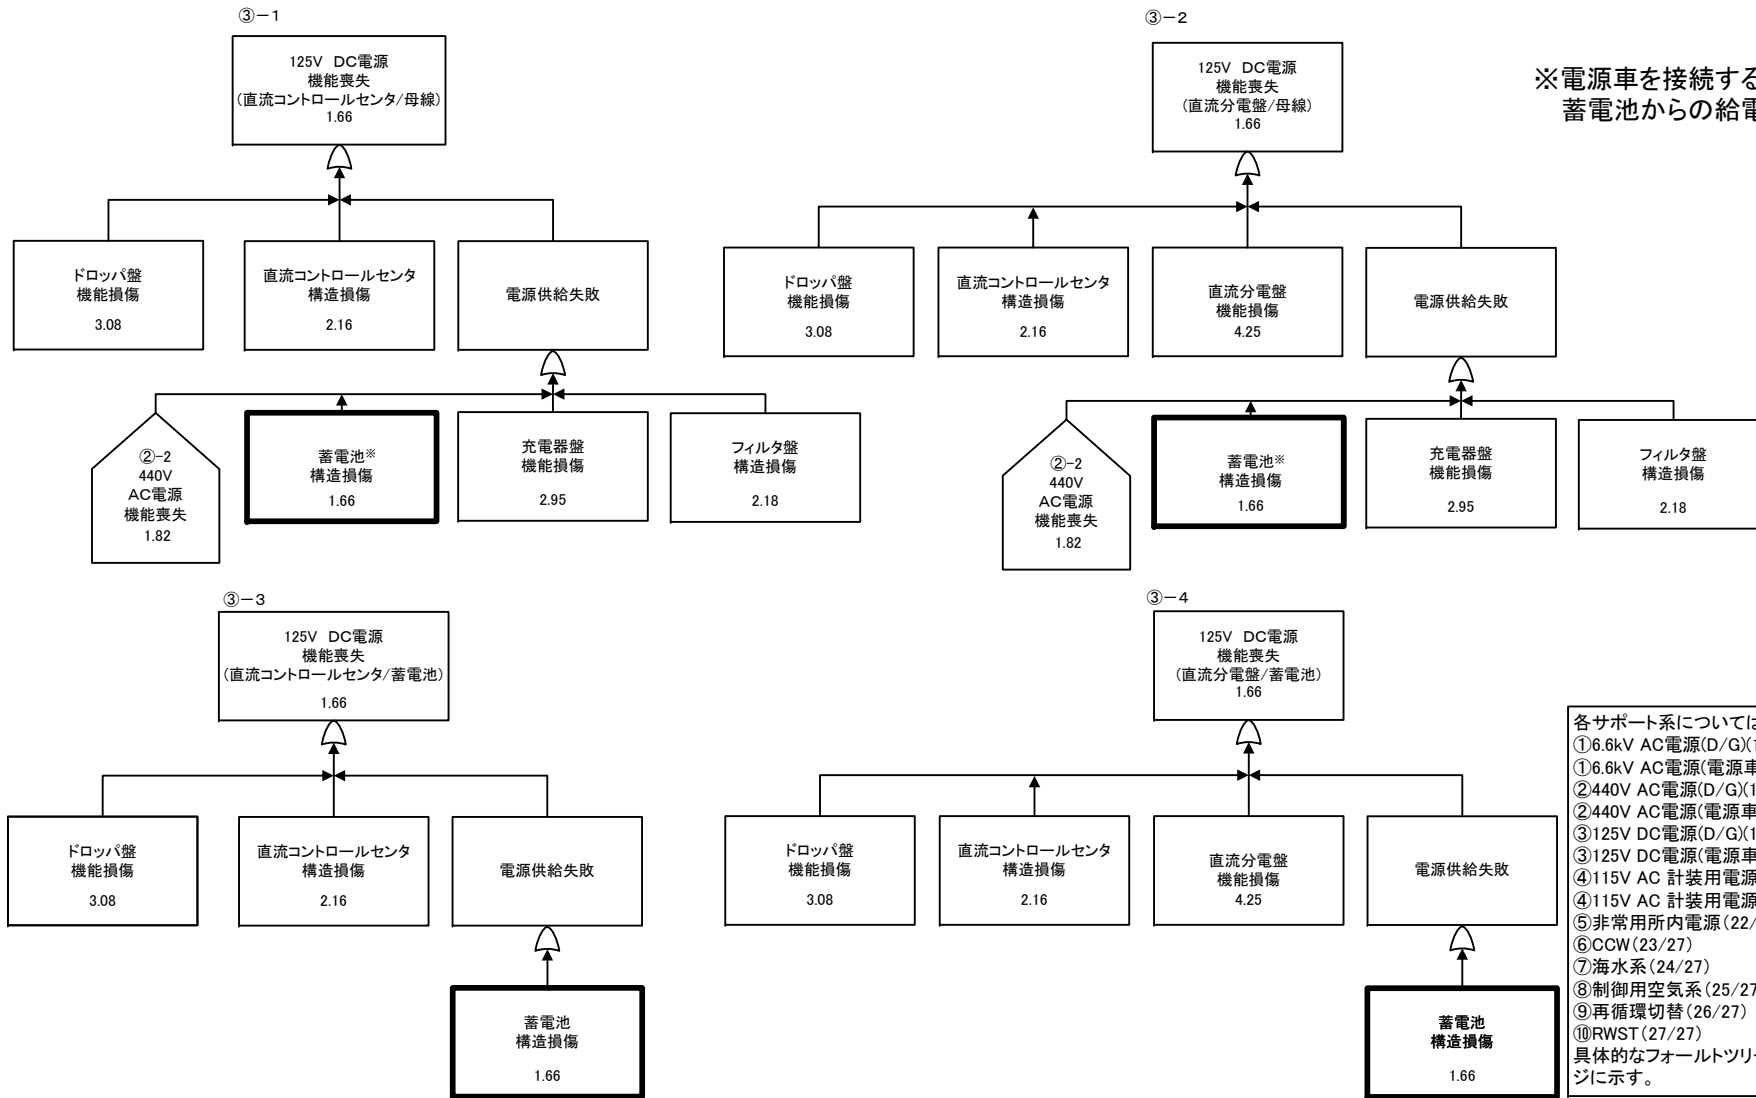 ③－1
125V DC電源
機能喪失
(直流コントロールセンタ/母線)
1.66
ドロッパ盤
機能損傷
3.08
直流コントロールセンタ
構造損傷
2.16
電源供給失敗
②-2
440V
AC電源
機能喪失
1.82
蓄電池※
構造損傷
1.66
充電器盤
機能損傷
2.95
フィルタ盤
構造損傷
2.18
③－2
125V DC電源
機能喪失
(直流分電盤/母線)
1.66
ドロッパ盤
機能損傷
3.08
直流コントロールセンタ
構造損傷
2.16
直流分電盤
機能損傷
4.25
電源供給失敗
②-2
440V
AC電源
機能喪失
1.82
蓄電池※
構造損傷
1.66
充電器盤
機能損傷
2.95
フィルタ盤
構造損傷
2.18
※電源車を接続する
蓄電池からの給電
③－3
125V DC電源
機能喪失
(直流コントロールセンタ/蓄電池)
1.66
ドロッパ盤
機能損傷
3.08
直流コントロールセンタ
構造損傷
2.16
電源供給失敗
蓄電池
構造損傷
1.66
③－4
125V DC電源
機能喪失
(直流分電盤/蓄電池)
1.66
ドロッパ盤
機能損傷
3.08
直流コントロールセンタ
構造損傷
2.16
直流分電盤
機能損傷
4.25
電源供給失敗
蓄電池
構造損傷
1.66
各サポート系については
①6.6kV AC電源(D/G)(1
①6.6kV AC電源(電源車
②440V AC電源(D/G)(1
②440V AC電源(電源車
③125V DC電源(D/G)(1
③125V DC電源(電源車
④115V AC 計装用電源
④115V AC 計装用電源
⑤非常用所内電源(22/
⑥CCW(23/27)
⑦海水系(24/27)
⑧制御用空気系(25/27
⑨再循環切替(26/27)
⑩RWST(27/27)
具体的なフォールトツリー
ジに示す。